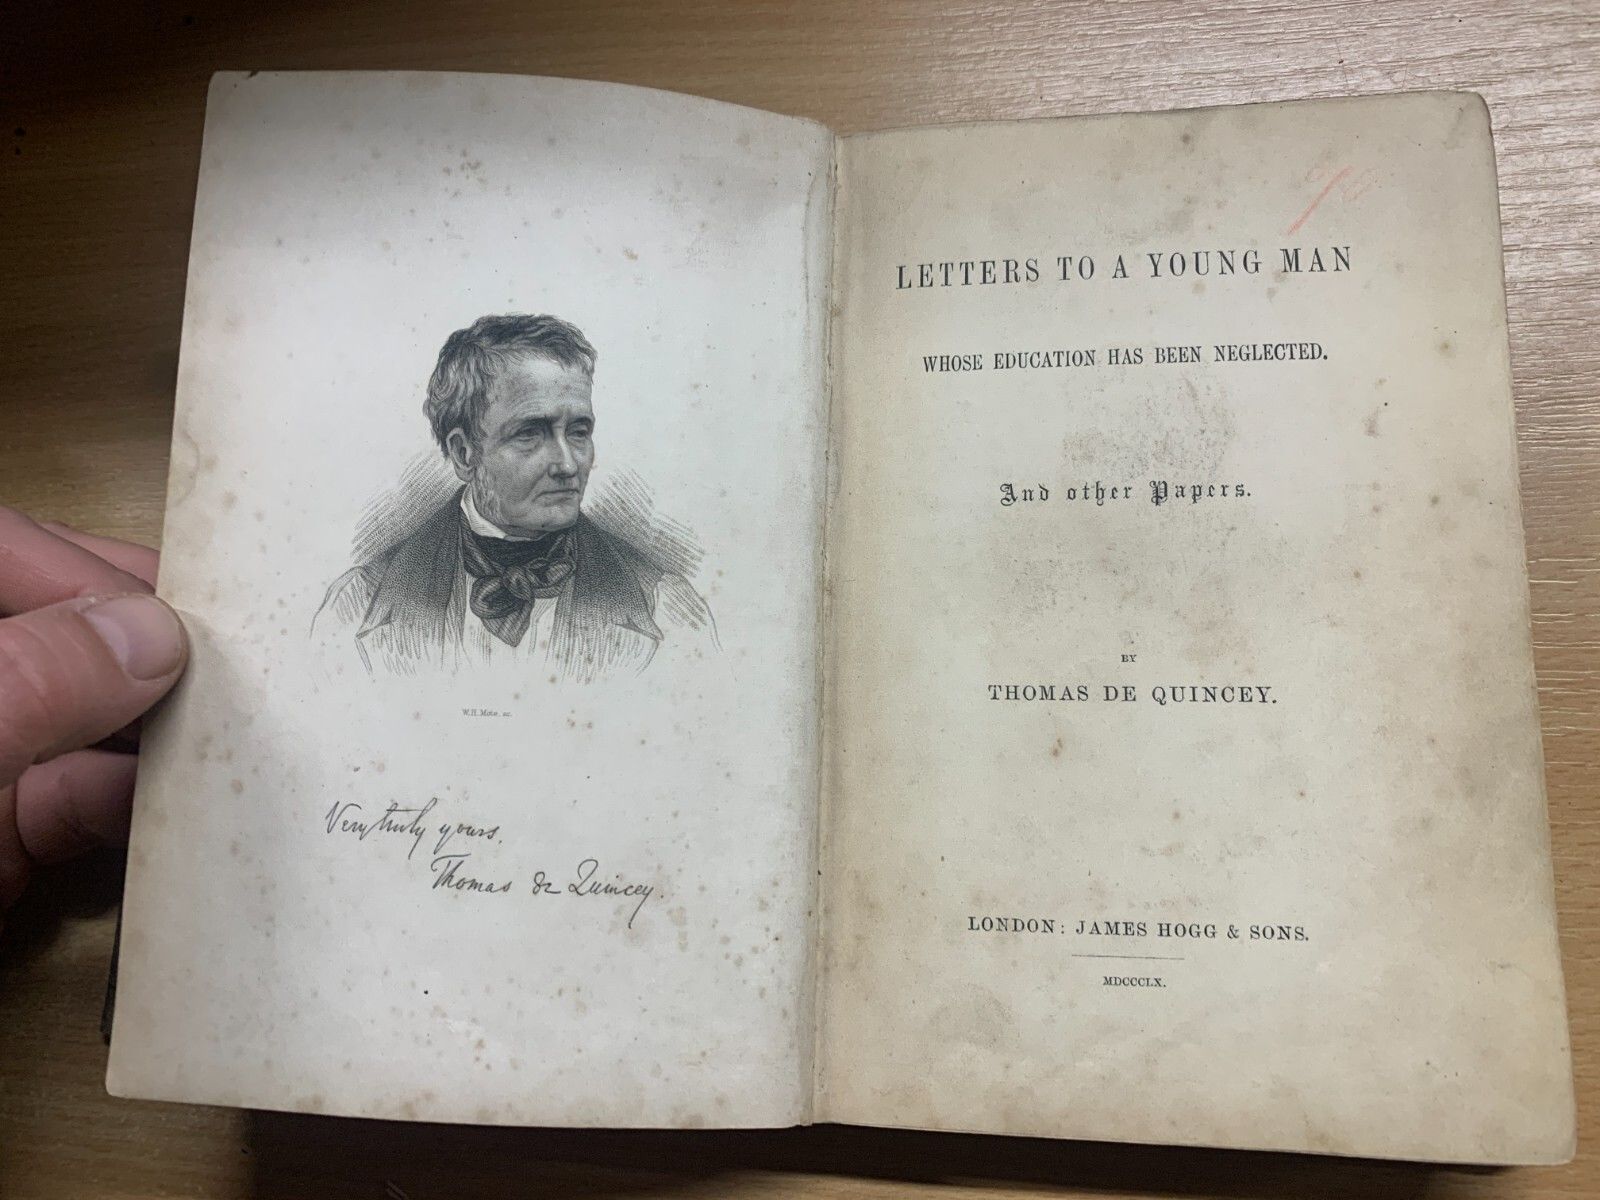 W.H. Mote, sc.
Very truly yours,
Thomas de Quincey.
LETTERS TO A YOUNG MAN
WHOSE EDUCATION HAS BEEN NEGLECTED.
And other Papers.
BY
THOMAS DE QUINCEY.
LONDON: JAMES HOGG & SONS.
MDCCCLX.